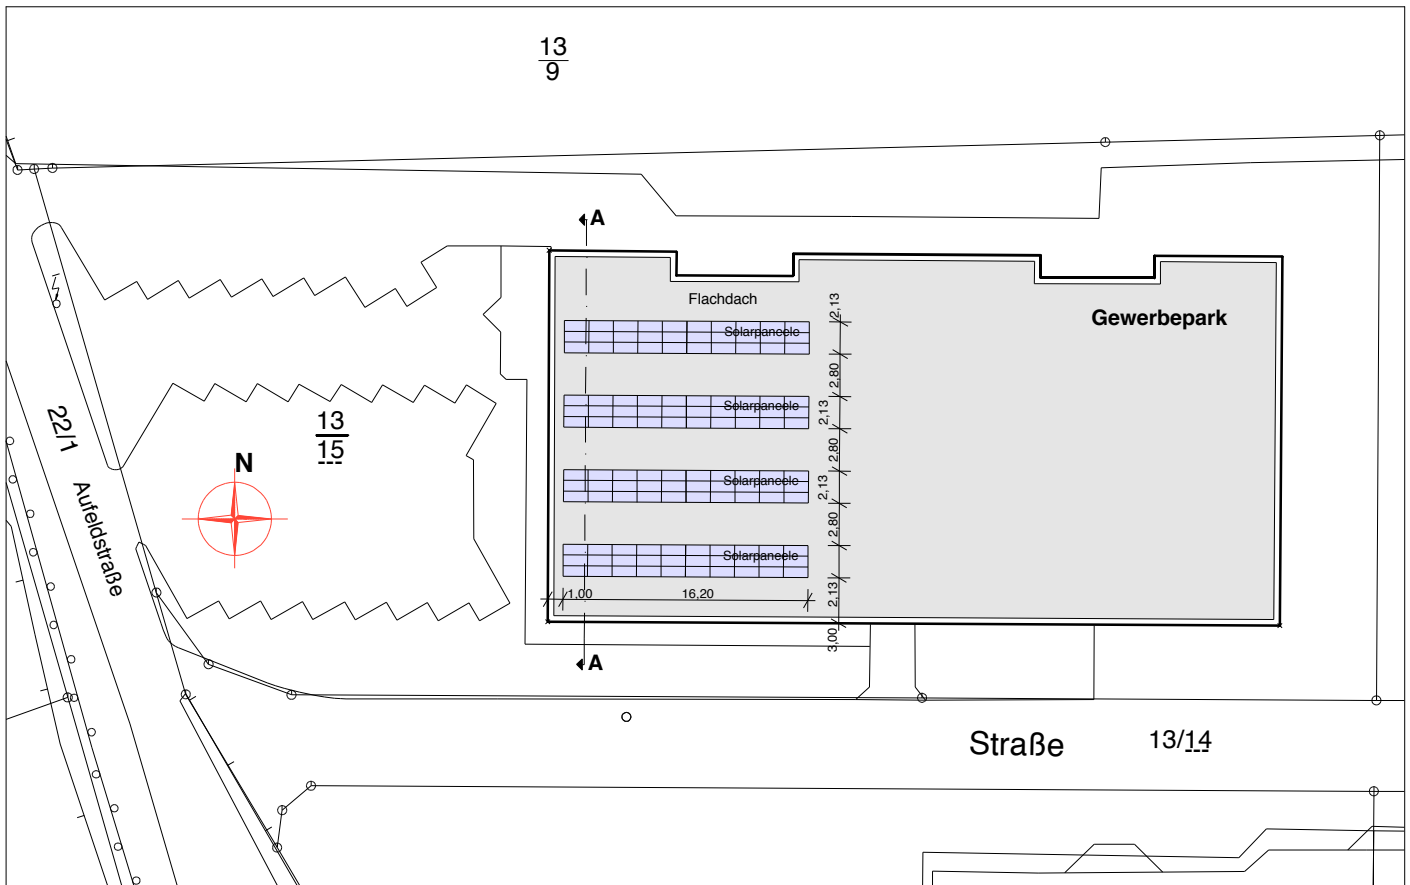 13
9
A
Flachdach
2,13
Gewerbepark
Solarpaneele
2,80
Solarpaneele
2,13
22/1
13
15
2,80
N
Solarpaneele
2,13
Aufeldstraße
2,80
Solarpaneele
1,00
16,20
2,13
3,00
A
Straße
13/14